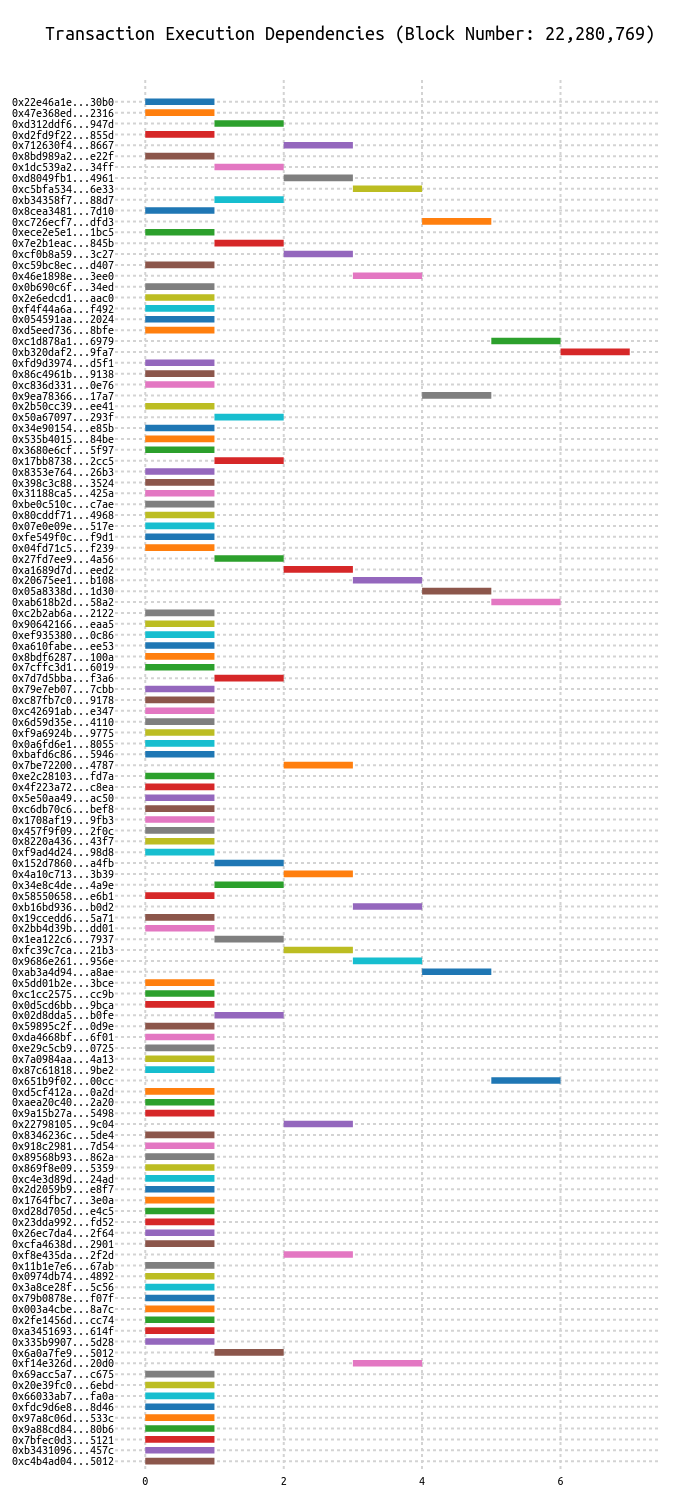 Transaction Execution Dependencies (Block Number: 22,280,769)
0x22e46a1e...30b0
0x47e368ed...2316
0xd312ddf6...947d
0xd2fd9f22...855d
0x712630f4...8667
0x8bd989a2...e22f
0x1dc539a2...34ff
0xd8049fb1...4961
0xc5bfa534...6e33
0xb34358f7...88d7
0x8cea3481...7d10
0xc726ecf7...dfd3
0xece2e5e1...1bc5
0x7e2b1eac...845b
0xcf0b8a59...3c27
0xc59bc8ec...d407
0x46e1898e...3ee0
0x0b690c6f...34ed
0x2e6edcd1...aac0
0xf4f44a6a...f492
0x054591aa...2024
0xd5eed736...8bfe
0xc1d878a1...6979
0xb320daf2...9fa7
0xfd9d3974...d5f1
0x86c4961b...9138
0xc836d331...0e76
0x9ea78366...17a7
0x2b50cc39...ee41
0x50a67097...293f
0x34e90154...e85b
0x535b4015...84be
0x3680e6cf...5f97
0x17bb8738...2cc5
0x8353e764...26b3
0x398c3c88...3524
0x31188ca5...425a
0xbe0c510c...c7ae
0x80cddf71...4968
0x07e0e09e...517e
0xfe549f0c...f9d1
0x04fd71c5...f239
0x27fd7ee9...4a56
0xa1689d7d...eed2
0x20675ee1...b108
0x05a8338d...1d30
0xab618b2d...58a2
0xc2b2ab6a...2122
0x90642166...eaa5
0xef935380...0c86
0xa610fabe...ee53
0x8bdf6287...100a
0x7cffc3d1...6019
0x7d7d5bba...f3a6
0x79e7eb07...7cbb
0xc87fb7c0...9178
0xc42691ab...e347
0x6d59d35e...4110
0xf9a6924b...9775
0x0a6fd6e1...8055
0xbafd6c86...5946
0x7be72200...4787
0xe2c28103...fd7a
0x4f223a72...c8ea
0x5e50aa49...ac50
0xc6db70c6...bef8
0x1708af19...9fb3
0x457f9f09...2f0c
0x8220a436...43f7
0xf9ad4d24...98d8
0x152d7860...a4fb
0x4a10c713...3b39
0x34e8c4de...4a9e
0x58550658...e6b1
0xb16bd936...b0d2
0x19ccedd6...5a71
0x2bb4d39b...dd01
0x1ea122c6...7937
0xfc39c7ca...21b3
0x9686e261...956e
0xab3a4d94...a8ae
0x5dd01b2e...3bce
0xc1cc2575...cc9b
0x0d5cd6bb...9bca
0x02d8dda5...b0fe
0x59895c2f...0d9e
0xda4668bf...6f01
0xe29c5cb9...0725
0x7a0984aa...4a13
0x87c61818...9be2
0x651b9f02...00cc
0xd5cf412a...0a2d
0xaea20c40...2a20
0x9a15b27a...5498
0x22798105...9c04
0x8346236c...5de4
0x918c2981...7d54
0x89568b93...862a
0x869f8e09...5359
0xc4e3d89d...24ad
0x2d2059b9...e8f7
0x1764fbc7...3e0a
0xd28d705d...e4c5
0x23dda992...fd52
0x26ec7da4...2f64
0xcfa4638d...2901
0xf8e435da...2f2d
0x11b1e7e6...67ab
0x0974db74...4892
0x3a8ce28f...5c56
0x79b0878e...f07f
0x003a4cbe...8a7c
0x2fe1456d...cc74
0xa3451693...614f
0x335b9907...5d28
0x6a0a7fe9...5012
0xf14e326d...20d0
0x69acc5a7...c675
0x20e39fc0...6ebd
0x66033ab7...fa0a
0xfdc9d6e8...8d46
0x97a8c06d...533c
0x9a88cd84...80b6
0x7bfec0d3...5121
0xb3431096...457c
0xc4b4ad04...5012
0 2 4 6